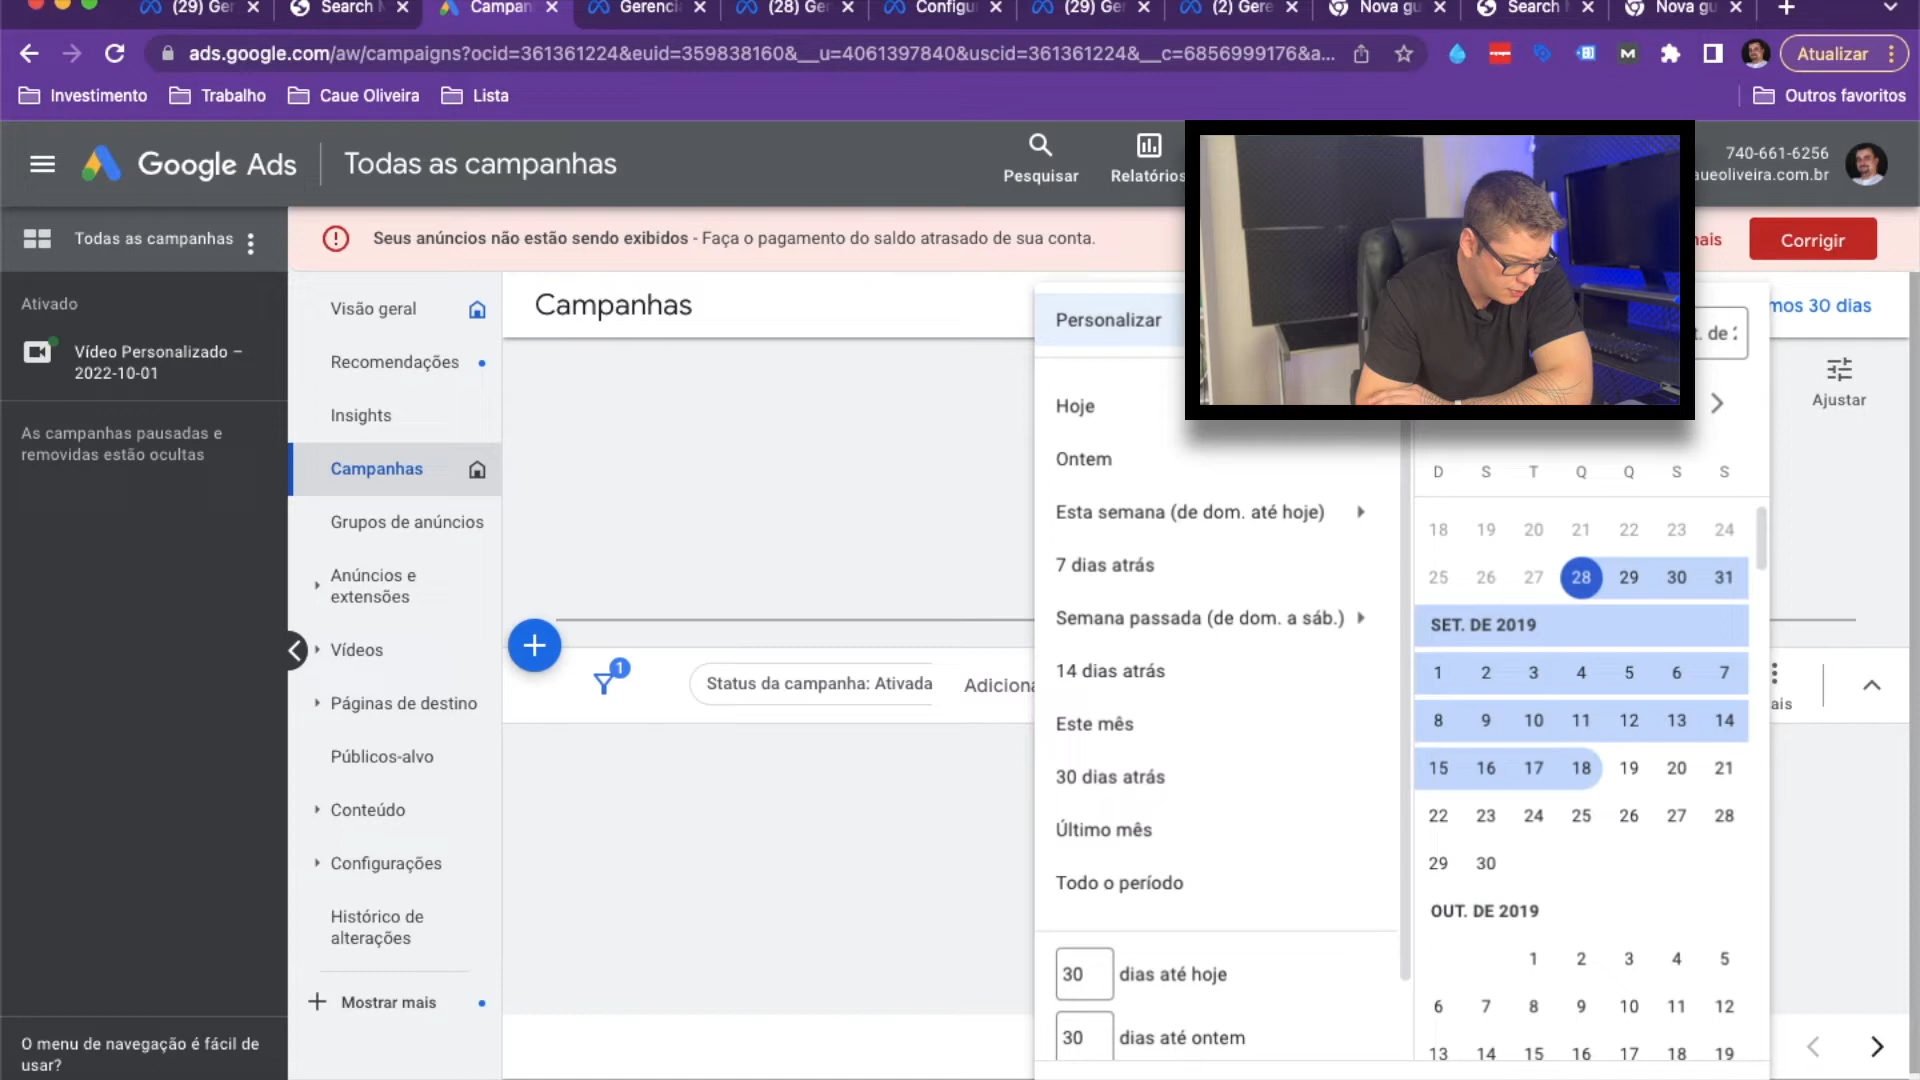 (29) Ger
Search M
Campan
Gerenci
(28) Ge
Configu
(29) Ge
(2) Gere
Nova gu
Search M
Nova gu
ads.google.com/aw/campaigns?ocid=361361224&euid=359838160&__u=4061397840&uscid=361361224&__c=6856999176&a...
Atualizar
Investimento
Trabalho
Caue Oliveira
Lista
Outros favoritos
Google Ads
Todas as campanhas
Pesquisar
Relatórios
740-661-6256
aueoliveira.com.br
Todas as campanhas
Seus anúncios não estão sendo exibidos - Faça o pagamento do saldo atrasado de sua conta.
nais
Corrigir
Ativado
Vídeo Personalizado –
2022-10-01
As campanhas pausadas e
removidas estão ocultas
O menu de navegação é fácil de
usar?
Visão geral
Recomendações
Insights
Campanhas
Grupos de anúncios
Anúncios e
extensões
Vídeos
Páginas de destino
Públicos-alvo
Conteúdo
Configurações
Histórico de
alterações
Mostrar mais
Campanhas
mos 30 dias
Ajustar
1
Status da campanha: Ativada
Adiciona
ais
Personalizar
Hoje
Ontem
Esta semana (de dom. até hoje)
7 dias atrás
Semana passada (de dom. a sáb.)
14 dias atrás
Este mês
30 dias atrás
Último mês
Todo o período
30 dias até hoje
30 dias até ontem
t. de 2
D S T Q Q S S
18 19 20 21 22 23 24
25 26 27 28 29 30 31
SET. DE 2019
1 2 3 4 5 6 7
8 9 10 11 12 13 14
15 16 17 18 19 20 21
22 23 24 25 26 27 28
29 30
OUT. DE 2019
1 2 3 4 5
6 7 8 9 10 11 12
13 14 15 16 17 18 19